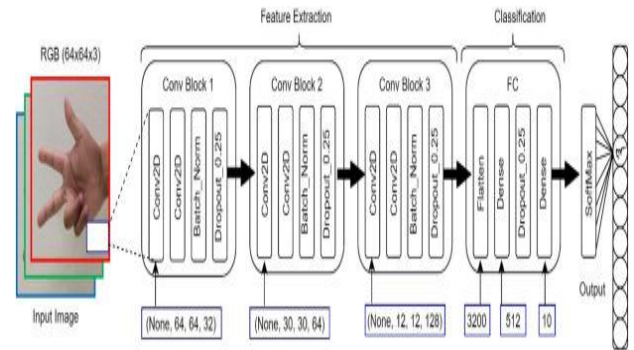 Feature Extraction
Classification
RGB (64x64x3)
Conv Block 1
Conv Block 2
Conv Block 3
FC
Conv2D
Conv2D
Batch_Norm
Dropout_0.25
Conv2D
Conv2D
Batch_Norm
Dropout_0.25
Conv2D
Conv2D
Batch_Norm
Dropout_0.25
Flatten
Dense
Dropout_0.25
Dense
SoftMax
Output
Input Image
(None, 64, 64, 32)
(None, 30, 30, 64)
(None, 12, 12, 128)
3200
512
10